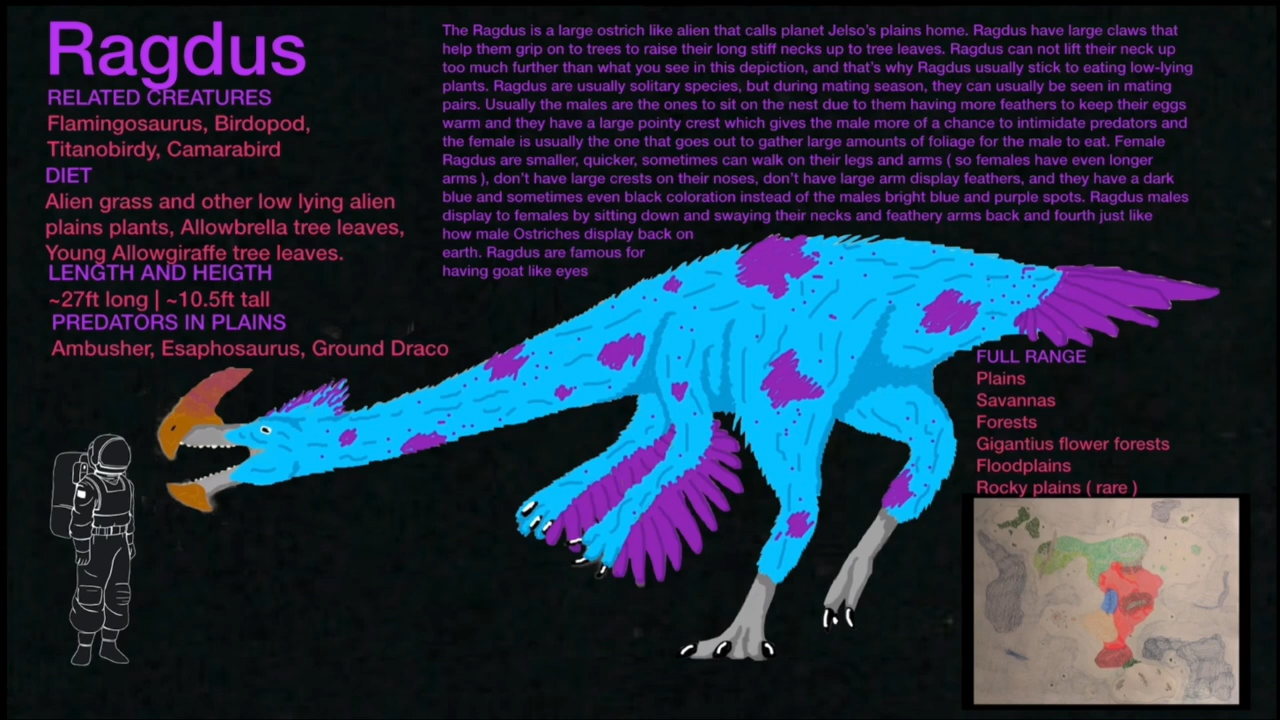 Ragdus
RELATED CREATURES
Flamingosaurus, Birdopod,
Titanobirdy, Camarabird
DIET
Alien grass and other low lying alien
plains plants, Allowbrella tree leaves,
Young Allowgiraffe tree leaves.
LENGTH AND HEIGTH
~27ft long | ~10.5ft tall
PREDATORS IN PLAINS
Ambusher, Esaphosaurus, Ground Draco
The Ragdus is a large ostrich like alien that calls planet Jelso's plains home. Ragdus have large claws that
help them grip on to trees to raise their long stiff necks up to tree leaves. Ragdus can not lift their neck up
too much further than what you see in this depiction, and that's why Ragdus usually stick to eating low-lying
plants. Ragdus are usually solitary species, but during mating season, they can usually be seen in mating
pairs. Usually the males are the ones to sit on the nest due to them having more feathers to keep their eggs
warm and they have a large pointy crest which gives the male more of a chance to intimidate predators and
the female is usually the one that goes out to gather large amounts of foliage for the male to eat. Female
Ragdus are smaller, quicker, sometimes can walk on their legs and arms ( so females have even longer
arms ), don't have large crests on their noses, don't have large arm display feathers, and they have a dark
blue and sometimes even black coloration instead of the males bright blue and purple spots. Ragdus males
display to females by sitting down and swaying their necks and feathery arms back and fourth just like
how male Ostriches display back on
earth. Ragdus are famous for
having goat like eyes
FULL RANGE
Plains
Savannas
Forests
Gigantius flower forests
Floodplains
Rocky plains ( rare )